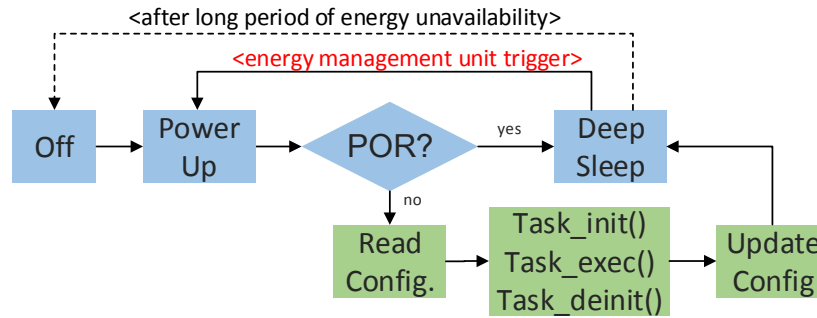 <after long period of energy unavailability>
<energy management unit trigger>
Off
Power
Up
POR?
yes
Deep
Sleep
no
Read
Config.
Task_init()
Task_exec()
Task_deinit()
Update
Config